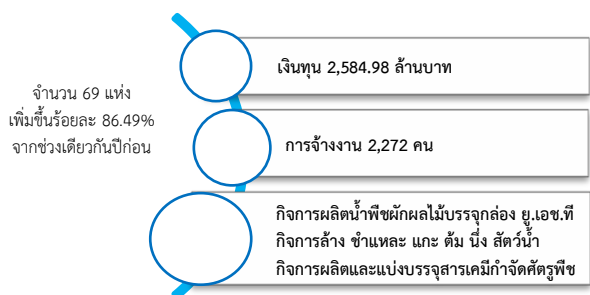 จำนวน 69 แห่ง
เพิ่มขึ้นร้อยละ 86.49%
จากช่วงเดียวกันปีก่อน
เงินทุน 2,584.98 ล้านบาท
การจ้างงาน 2,272 คน
กิจการผลิตน้ำพืชผักผลไม้บรรจุกล่อง ยู.เอช.ที
กิจการล้าง ชำแหละ แกะ ต้ม นึ่ง สัตว์น้ำ
กิจการผลิตและแบ่งบรรจุสารเคมีกำจัดศัตรูพืช